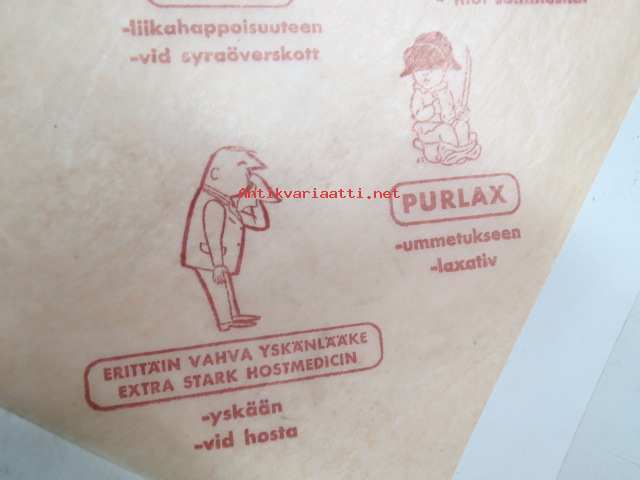 -liikahappoisuuteen
-vid syraöverskott
Antikvariaatti.net
PURLAX
-ummetukseen
-laxativ
ERITTÄIN VAHVA YSKÄNLÄÄKE
EXTRA STARK HOSTMEDICIN
-yskään
-vid hosta